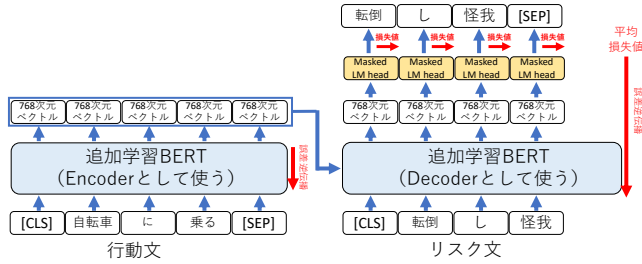 転倒 し 怪我 [SEP]
損失値 損失値 損失値 損失値
平均
損失値
Masked LM head Masked LM head Masked LM head Masked LM head
768次元ベクトル 768次元ベクトル 768次元ベクトル 768次元ベクトル 768次元ベクトル
768次元ベクトル 768次元ベクトル 768次元ベクトル 768次元ベクトル
誤差逆伝播
追加学習BERT
(Encoderとして使う)
誤差逆伝播
追加学習BERT
(Decoderとして使う)
[CLS] 自転車 に 乗る [SEP]
[CLS] 転倒 し 怪我
行動文
リスク文